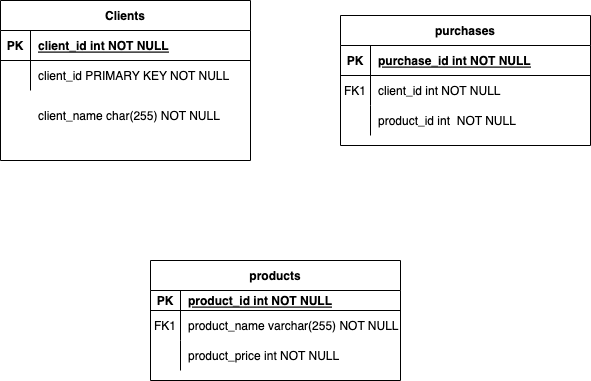 Clients
PK client_id int NOT NULL
client_id PRIMARY KEY NOT NULL
client_name char(255) NOT NULL
purchases
PK purchase_id int NOT NULL
FK1 client_id int NOT NULL
product_id int  NOT NULL
products
PK product_id int NOT NULL
FK1 product_name varchar(255) NOT NULL
product_price int NOT NULL